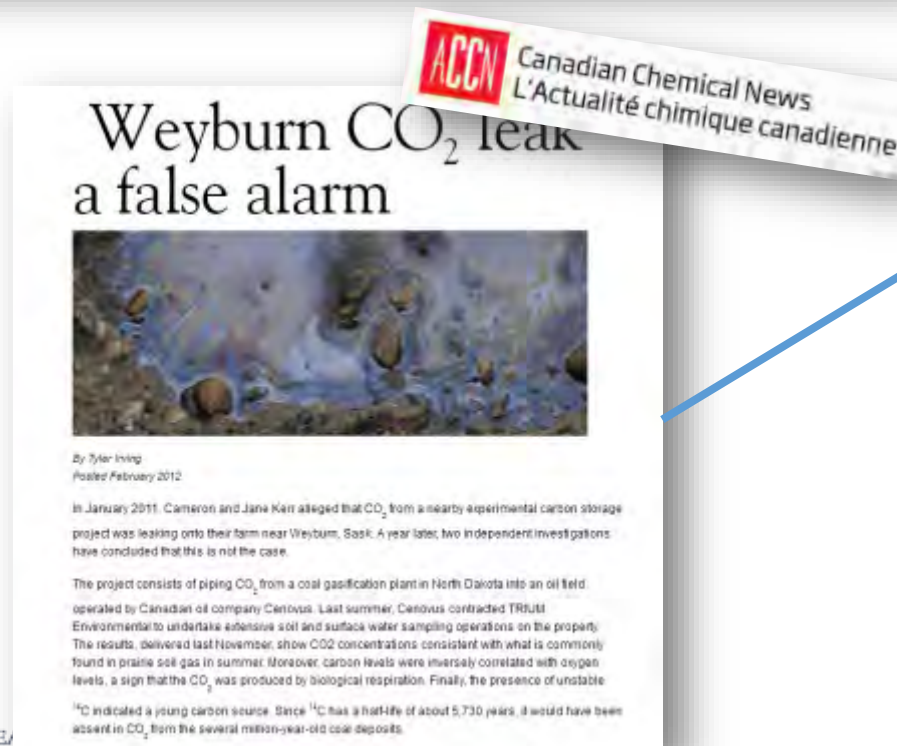 ACCN
Canadian Chemical News
L'Actualité chimique canadienne
Weyburn CO₂ leak
a false alarm
By Tyler Irving
Posted February 2012
In January 2011, Cameron and Jane Kerr alleged that CO₂ from a nearby experimental carbon storage
project was leaking onto their farm near Weyburn, Sask. A year later, two independent investigations
have concluded that this is not the case.
The project consists of piping CO₂ from a coal gasification plant in North Dakota into an oil field
operated by Canadian oil company Cenovus. Last summer, Cenovus contracted TRIUM
Environmental to undertake extensive soil and surface water sampling operations on the property.
The results, delivered last November, show CO2 concentrations consistent with what is commonly
found in prairie soil gas in summer. Moreover, carbon levels were inversely correlated with oxygen
levels, a sign that the CO₂ was produced by biological respiration. Finally, the presence of unstable
¹⁴C indicated a young carbon source. Since ¹⁴C has a half-life of about 5,730 years, it would have been
absent in CO₂ from the several million-year-old coal deposits.